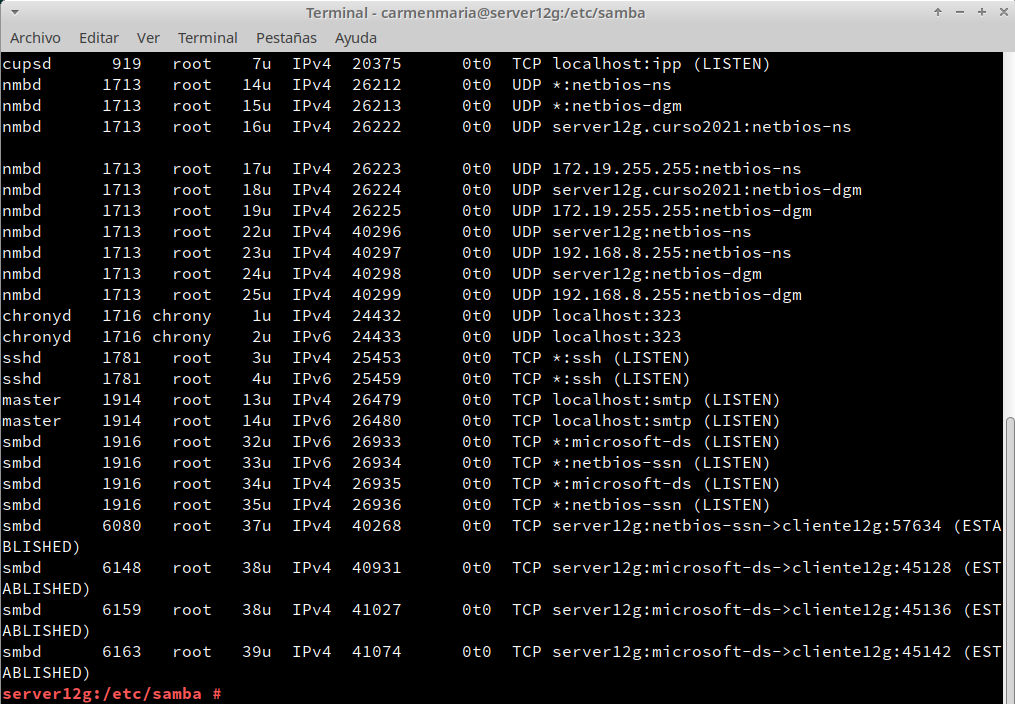 Terminal - carmenmaria@server12g:/etc/samba
Archivo Editar Ver Terminal Pestañas Ayuda
cupsd 919 root 7u IPv4 20375 0t0 TCP localhost:ipp (LISTEN)
nmbd 1713 root 14u IPv4 26212 0t0 UDP *:netbios-ns
nmbd 1713 root 15u IPv4 26213 0t0 UDP *:netbios-dgm
nmbd 1713 root 16u IPv4 26222 0t0 UDP server12g.curso2021:netbios-ns
nmbd 1713 root 17u IPv4 26223 0t0 UDP 172.19.255.255:netbios-ns
nmbd 1713 root 18u IPv4 26224 0t0 UDP server12g.curso2021:netbios-dgm
nmbd 1713 root 19u IPv4 26225 0t0 UDP 172.19.255.255:netbios-dgm
nmbd 1713 root 22u IPv4 40296 0t0 UDP server12g:netbios-ns
nmbd 1713 root 23u IPv4 40297 0t0 UDP 192.168.8.255:netbios-ns
nmbd 1713 root 24u IPv4 40298 0t0 UDP server12g:netbios-dgm
nmbd 1713 root 25u IPv4 40299 0t0 UDP 192.168.8.255:netbios-dgm
chronyd 1716 chrony 1u IPv4 24432 0t0 UDP localhost:323
chronyd 1716 chrony 2u IPv6 24433 0t0 UDP localhost:323
sshd 1781 root 3u IPv4 25453 0t0 TCP *:ssh (LISTEN)
sshd 1781 root 4u IPv6 25459 0t0 TCP *:ssh (LISTEN)
master 1914 root 13u IPv4 26479 0t0 TCP localhost:smtp (LISTEN)
master 1914 root 14u IPv6 26480 0t0 TCP localhost:smtp (LISTEN)
smbd 1916 root 32u IPv6 26933 0t0 TCP *:microsoft-ds (LISTEN)
smbd 1916 root 33u IPv6 26934 0t0 TCP *:netbios-ssn (LISTEN)
smbd 1916 root 34u IPv4 26935 0t0 TCP *:microsoft-ds (LISTEN)
smbd 1916 root 35u IPv4 26936 0t0 TCP *:netbios-ssn (LISTEN)
smbd 6080 root 37u IPv4 40268 0t0 TCP server12g:netbios-ssn->cliente12g:57634 (ESTA
BLISHED)
smbd 6148 root 38u IPv4 40931 0t0 TCP server12g:microsoft-ds->cliente12g:45128 (EST
ABLISHED)
smbd 6159 root 38u IPv4 41027 0t0 TCP server12g:microsoft-ds->cliente12g:45136 (EST
ABLISHED)
smbd 6163 root 39u IPv4 41074 0t0 TCP server12g:microsoft-ds->cliente12g:45142 (EST
ABLISHED)
server12g:/etc/samba #